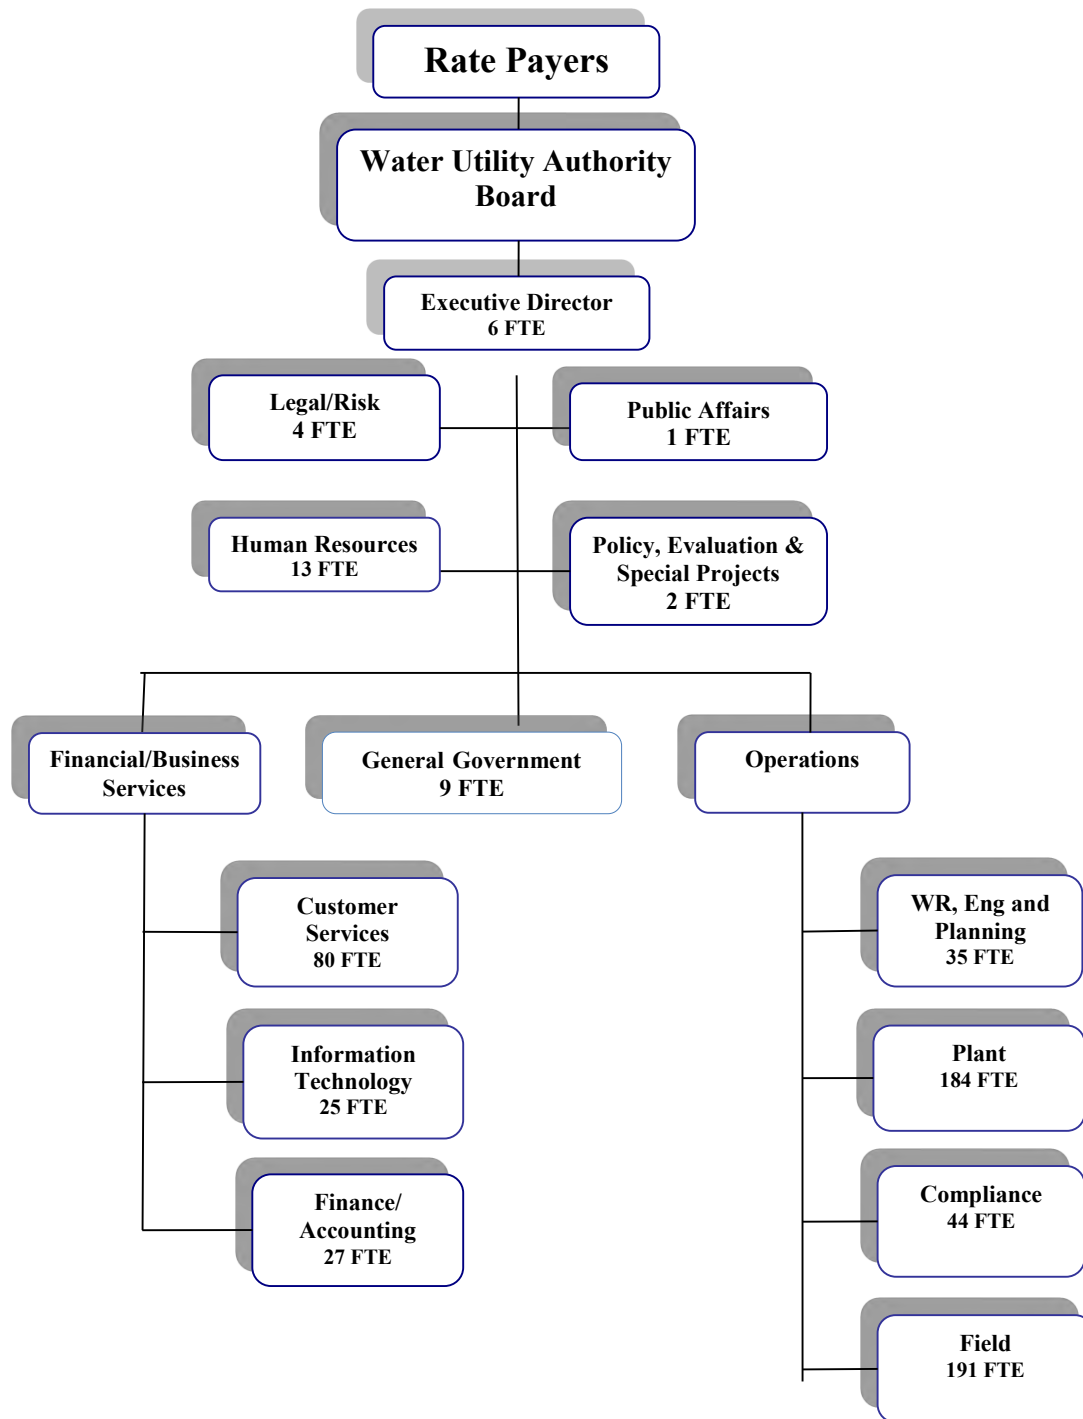 Rate Payers
Water Utility Authority
Board
Executive Director
6 FTE
Legal/Risk
4 FTE
Public Affairs
1 FTE
Human Resources
13 FTE
Policy, Evaluation &
Special Projects
2 FTE
Financial/Business
Services
General Government
9 FTE
Operations
Customer
Services
80 FTE
Information
Technology
25 FTE
Finance/
Accounting
27 FTE
WR, Eng and
Planning
35 FTE
Plant
184 FTE
Compliance
44 FTE
Field
191 FTE